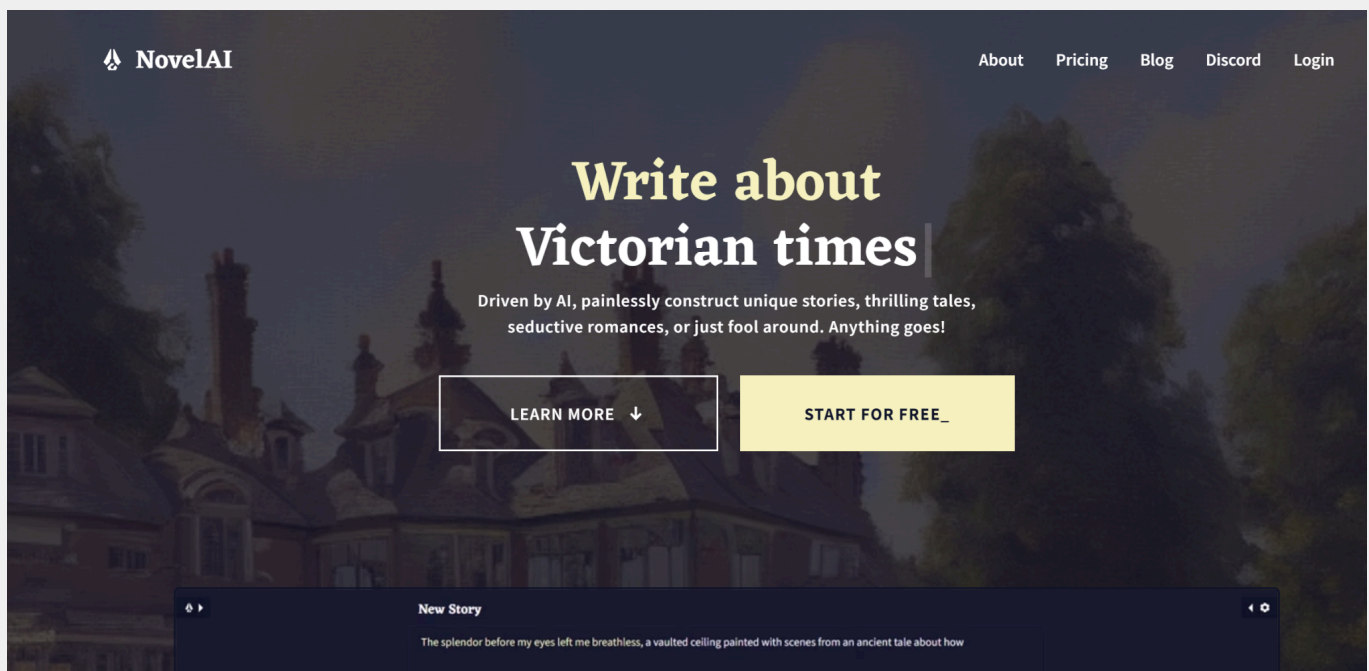 NovelAI
About Pricing Blog Discord Login
Write about
Victorian times
Driven by AI, painlessly construct unique stories, thrilling tales,
seductive romances, or just fool around. Anything goes!
LEARN MORE ↓
START FOR FREE_
New Story
The splendor before my eyes left me breathless, a vaulted ceiling painted with scenes from an ancient tale about how